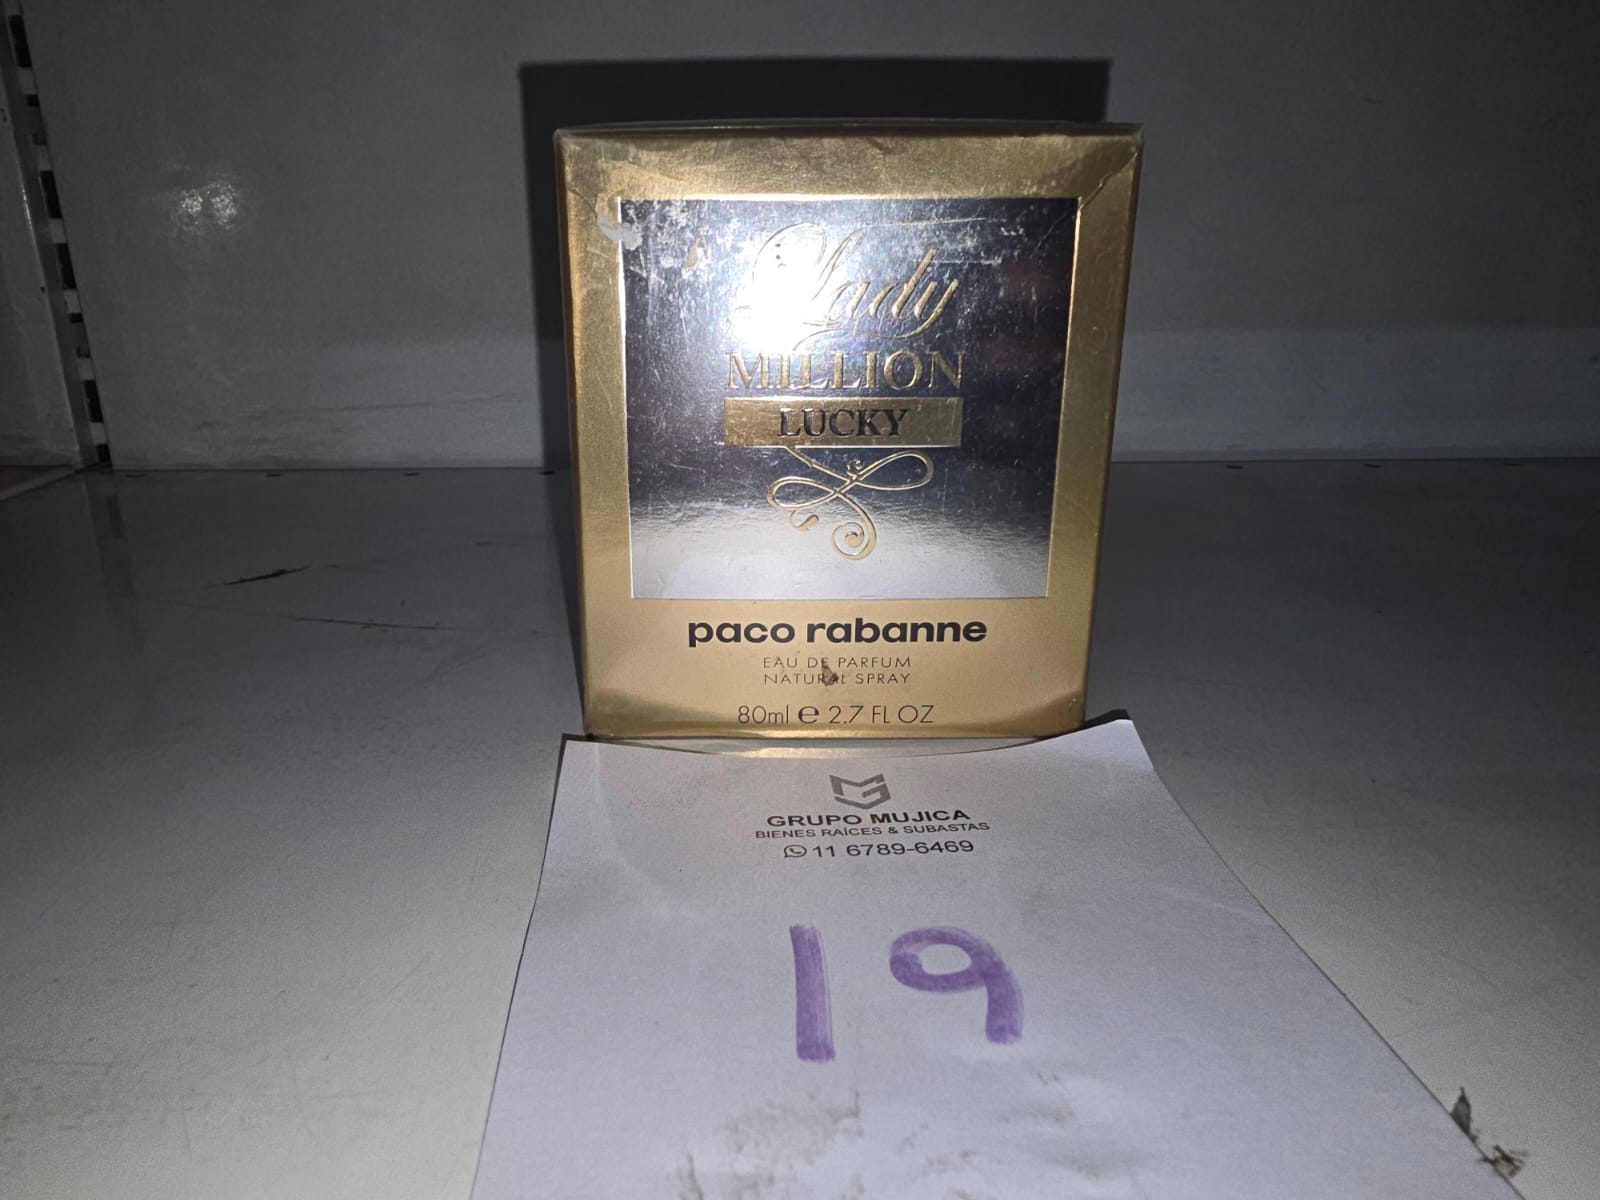 Lady
MILLION
LUCKY
paco rabanne
EAU DE PARFUM
NATURAL SPRAY
80ml e 2.7 FL OZ
GRUPO MUJICA
BIENES RAÍCES & SUBASTAS
11 6789-6469
19